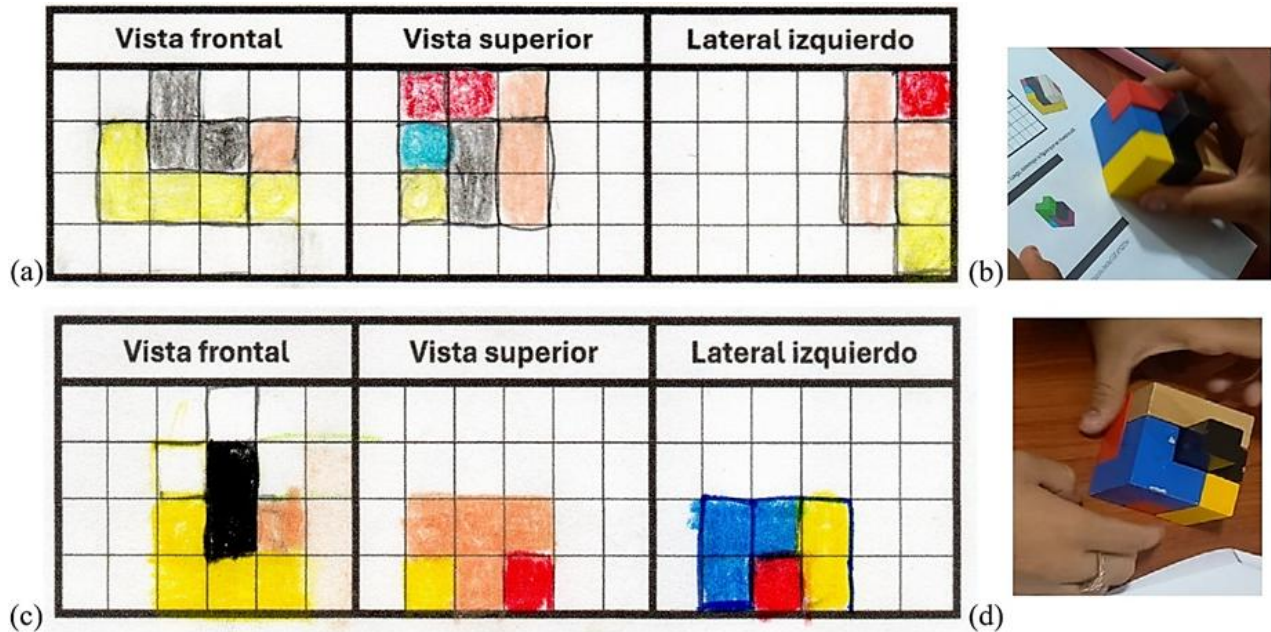 Vista frontal
Vista superior
Lateral izquierdo
(a)
(b)
Vista frontal
Vista superior
Lateral izquierdo
(c)
(d)